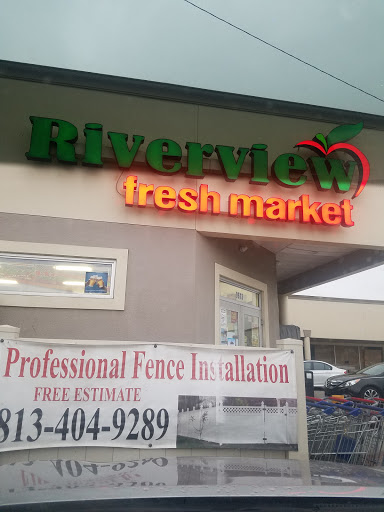 Riverview
fresh market
Professional Fence Installation
FREE ESTIMATE
813-404-9289